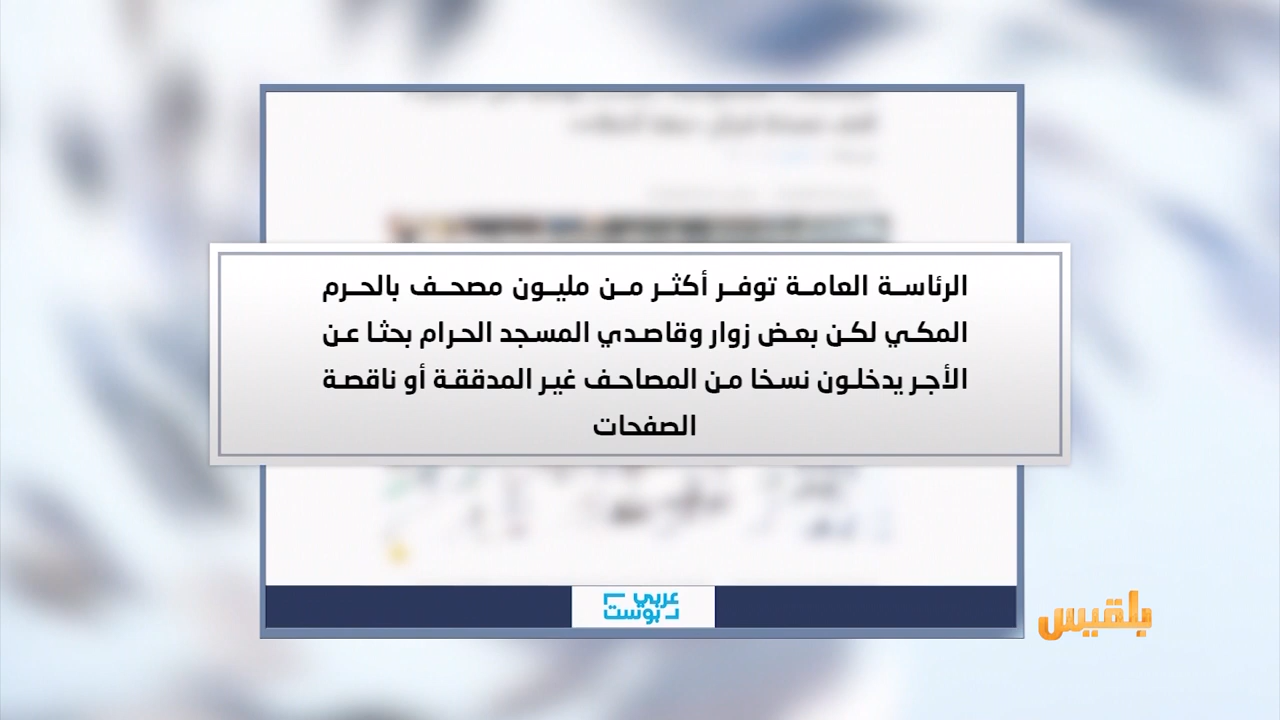 الرئاسة العامة توفر أكثر من مليون مصحف بالحرم
المكي لكن بعض زوار وقاصدي المسجد الحرام بحثا عن
الأجر يدخلون نسخا من المصاحف غير المدققة أو ناقصة
الصفحات
عربي
بوست
بلقيس